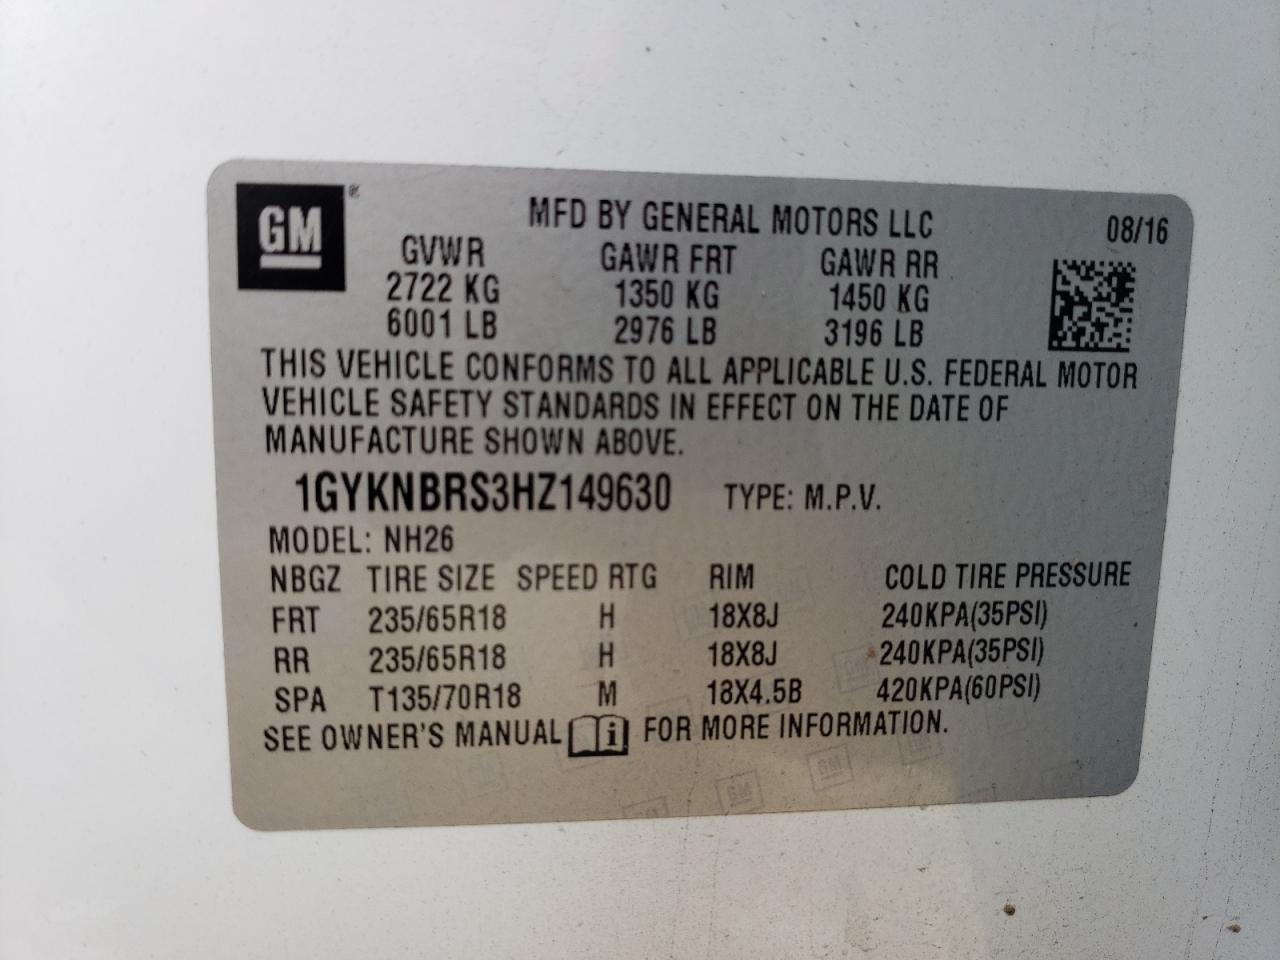 GM ®
MFD BY GENERAL MOTORS LLC 08/16
GVWR GAWR FRT GAWR RR
2722 KG 1350 KG 1450 KG
6001 LB 2976 LB 3196 LB
THIS VEHICLE CONFORMS TO ALL APPLICABLE U.S. FEDERAL MOTOR
VEHICLE SAFETY STANDARDS IN EFFECT ON THE DATE OF
MANUFACTURE SHOWN ABOVE.
1GYKNBRS3HZ149630 TYPE: M.P.V.
MODEL: NH26
NBGZ TIRE SIZE SPEED RTG RIM COLD TIRE PRESSURE
FRT 235/65R18 H 18X8J 240KPA(35PSI)
RR 235/65R18 H 18X8J 240KPA(35PSI)
SPA T135/70R18 M 18X4.5B 420KPA(60PSI)
SEE OWNER'S MANUAL i FOR MORE INFORMATION.